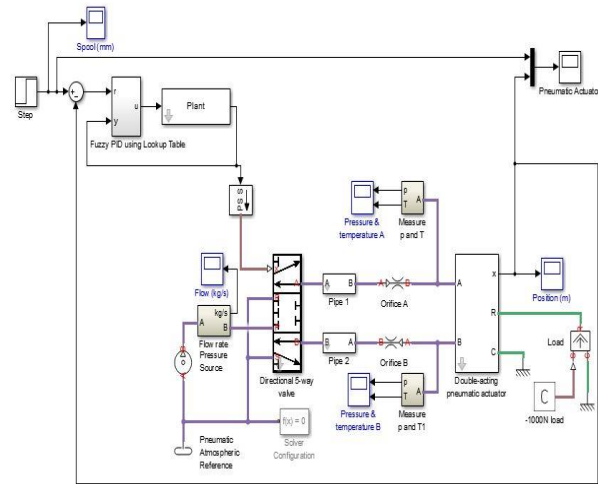 Spool (mm)
Step
r
u
y
Fuzzy PID using Lookup Table
Plant
Pneumatic Actuator
PS S
Pressure &
temperature A
p
T
A
Measure
p and T
Flow (kg/s)
kg/s
A
B
Flow rate
Pressure
Source
A
B
Directional 5-way
valve
A
B
Pipe 1
A
B
Orifice A
B
A
Pipe 2
B
A
Orifice B
A
B
x
R
C
Double-acting
pneumatic actuator
Position (m)
Load
C
-1000N load
Pressure &
temperature B
p
T
A
Measure
p and T1
f(x) = 0
Solver
Configuration
Pneumatic
Atmospheric
Reference